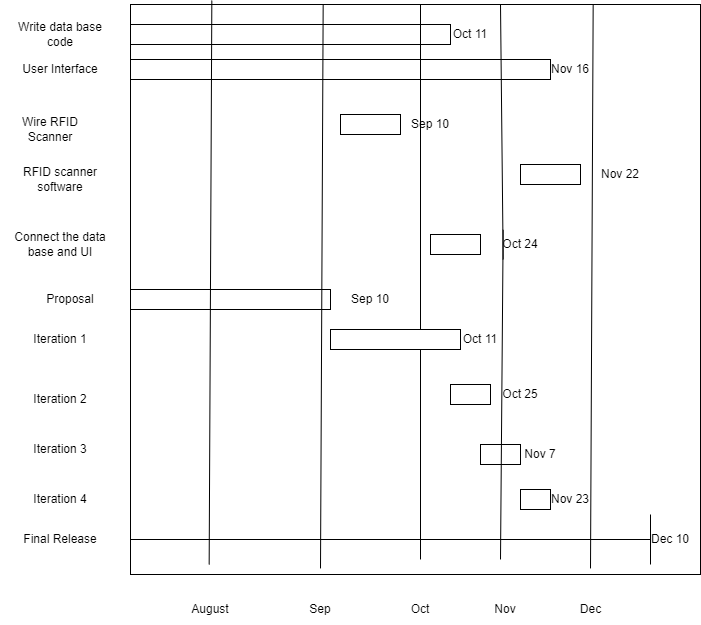 Write data base
code
Oct 11
User Interface
Nov 16
Wire RFID
Scanner
Sep 10
RFID scanner
software
Nov 22
Connect the data
base and UI
Oct 24
Proposal
Sep 10
Iteration 1
Oct 11
Iteration 2
Oct 25
Iteration 3
Nov 7
Iteration 4
Nov 23
Final Release
Dec 10
August
Sep
Oct
Nov
Dec